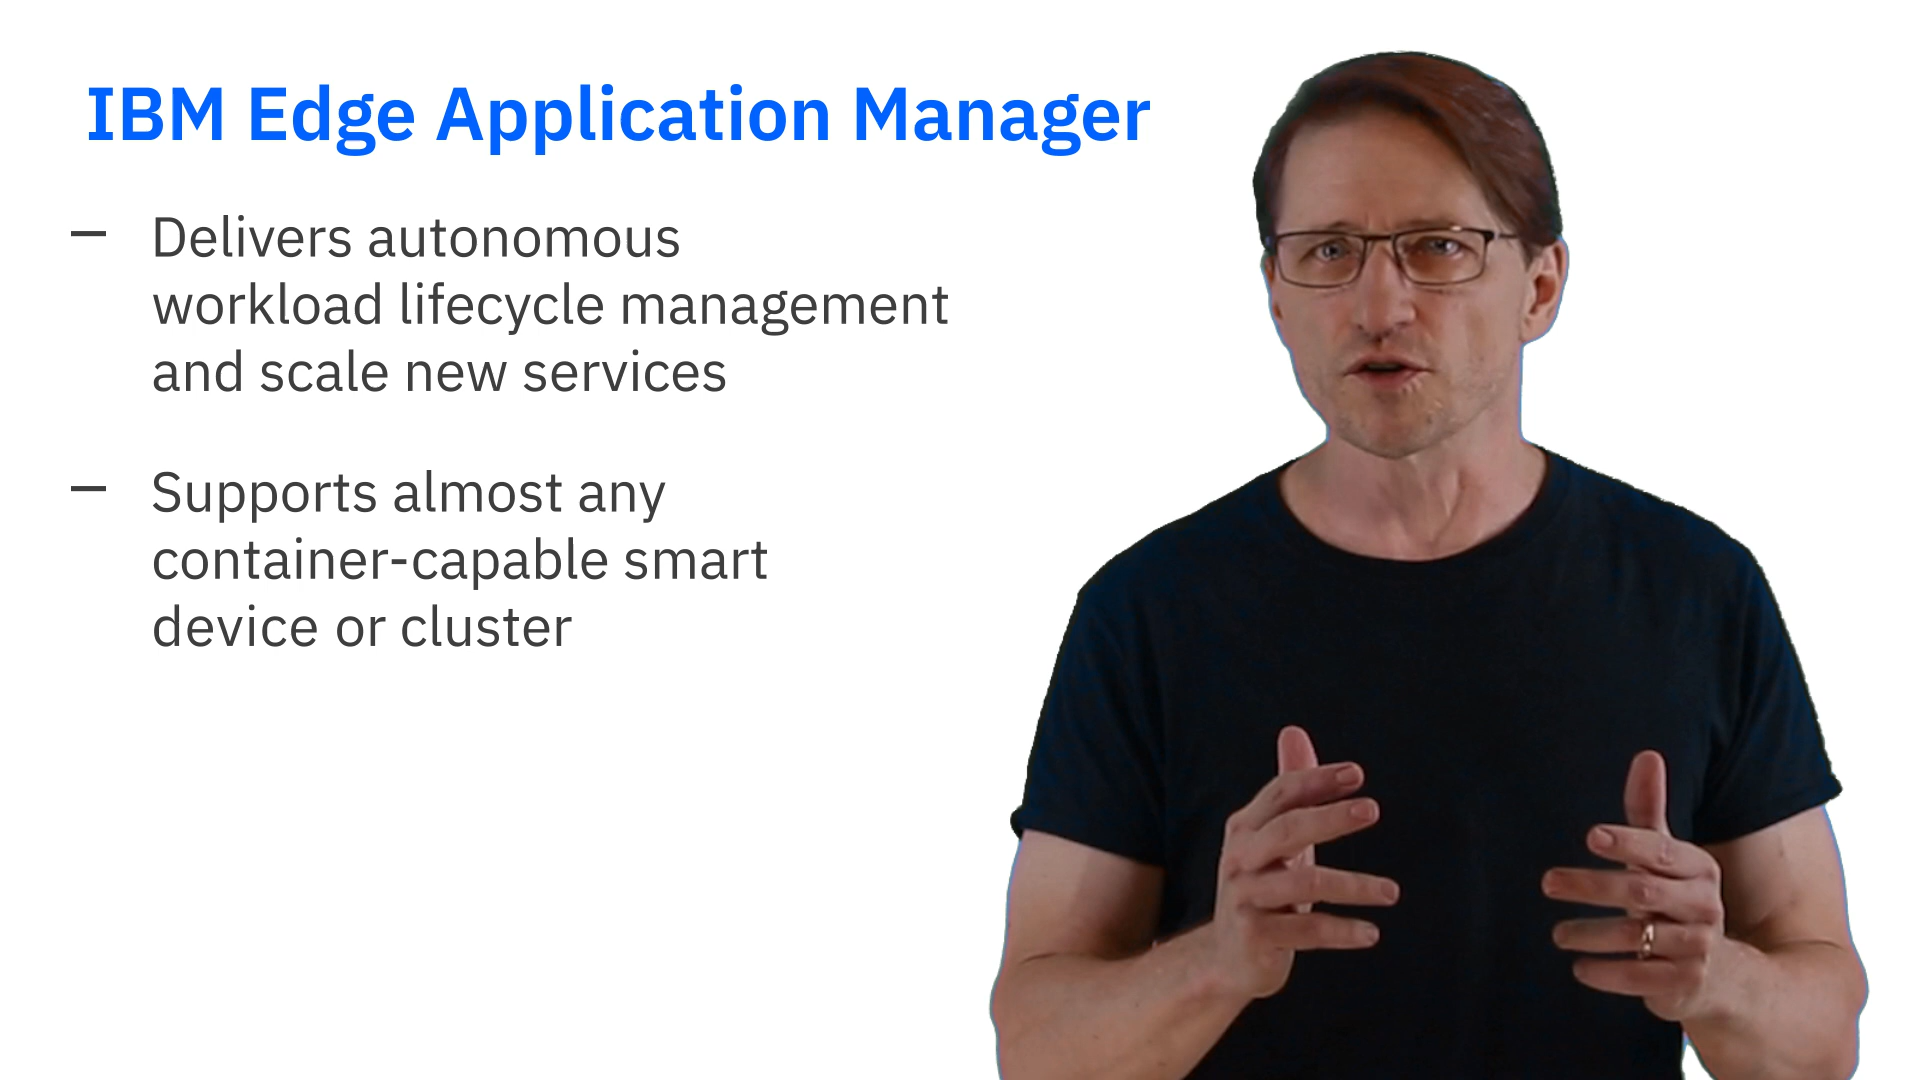 IBM Edge Application Manager
– Delivers autonomous
workload lifecycle management
and scale new services
– Supports almost any
container-capable smart
device or cluster